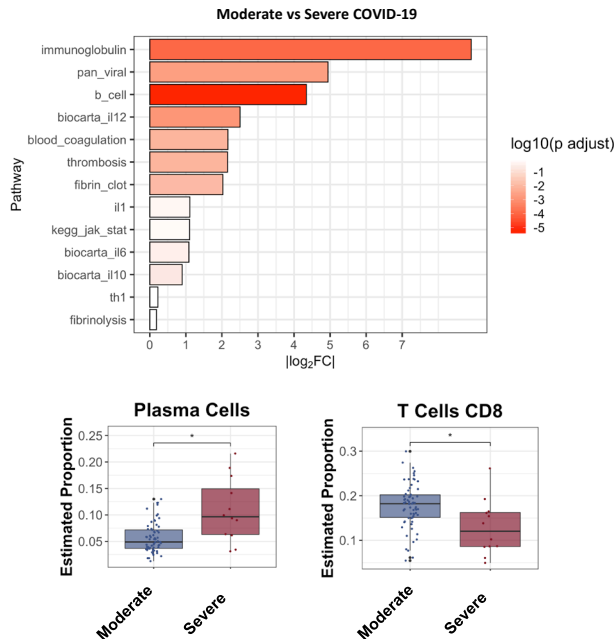 Moderate vs Severe COVID-19
Pathway
immunoglobulin
pan_viral
b_cell
biocarta_il12
blood_coagulation
thrombosis
fibrin_clot
il1
kegg_jak_stat
biocarta_il6
biocarta_il10
th1
fibrinolysis
0 1 2 3 4 5 6 7
|log₂FC|
log10(p adjust)
-1
-2
-3
-4
-5
Plasma Cells
Estimated Proportion
0.25
0.20
0.15
0.10
0.05
*
Moderate
Severe
T Cells CD8
Estimated Proportion
0.3
0.2
0.1
*
Moderate
Severe